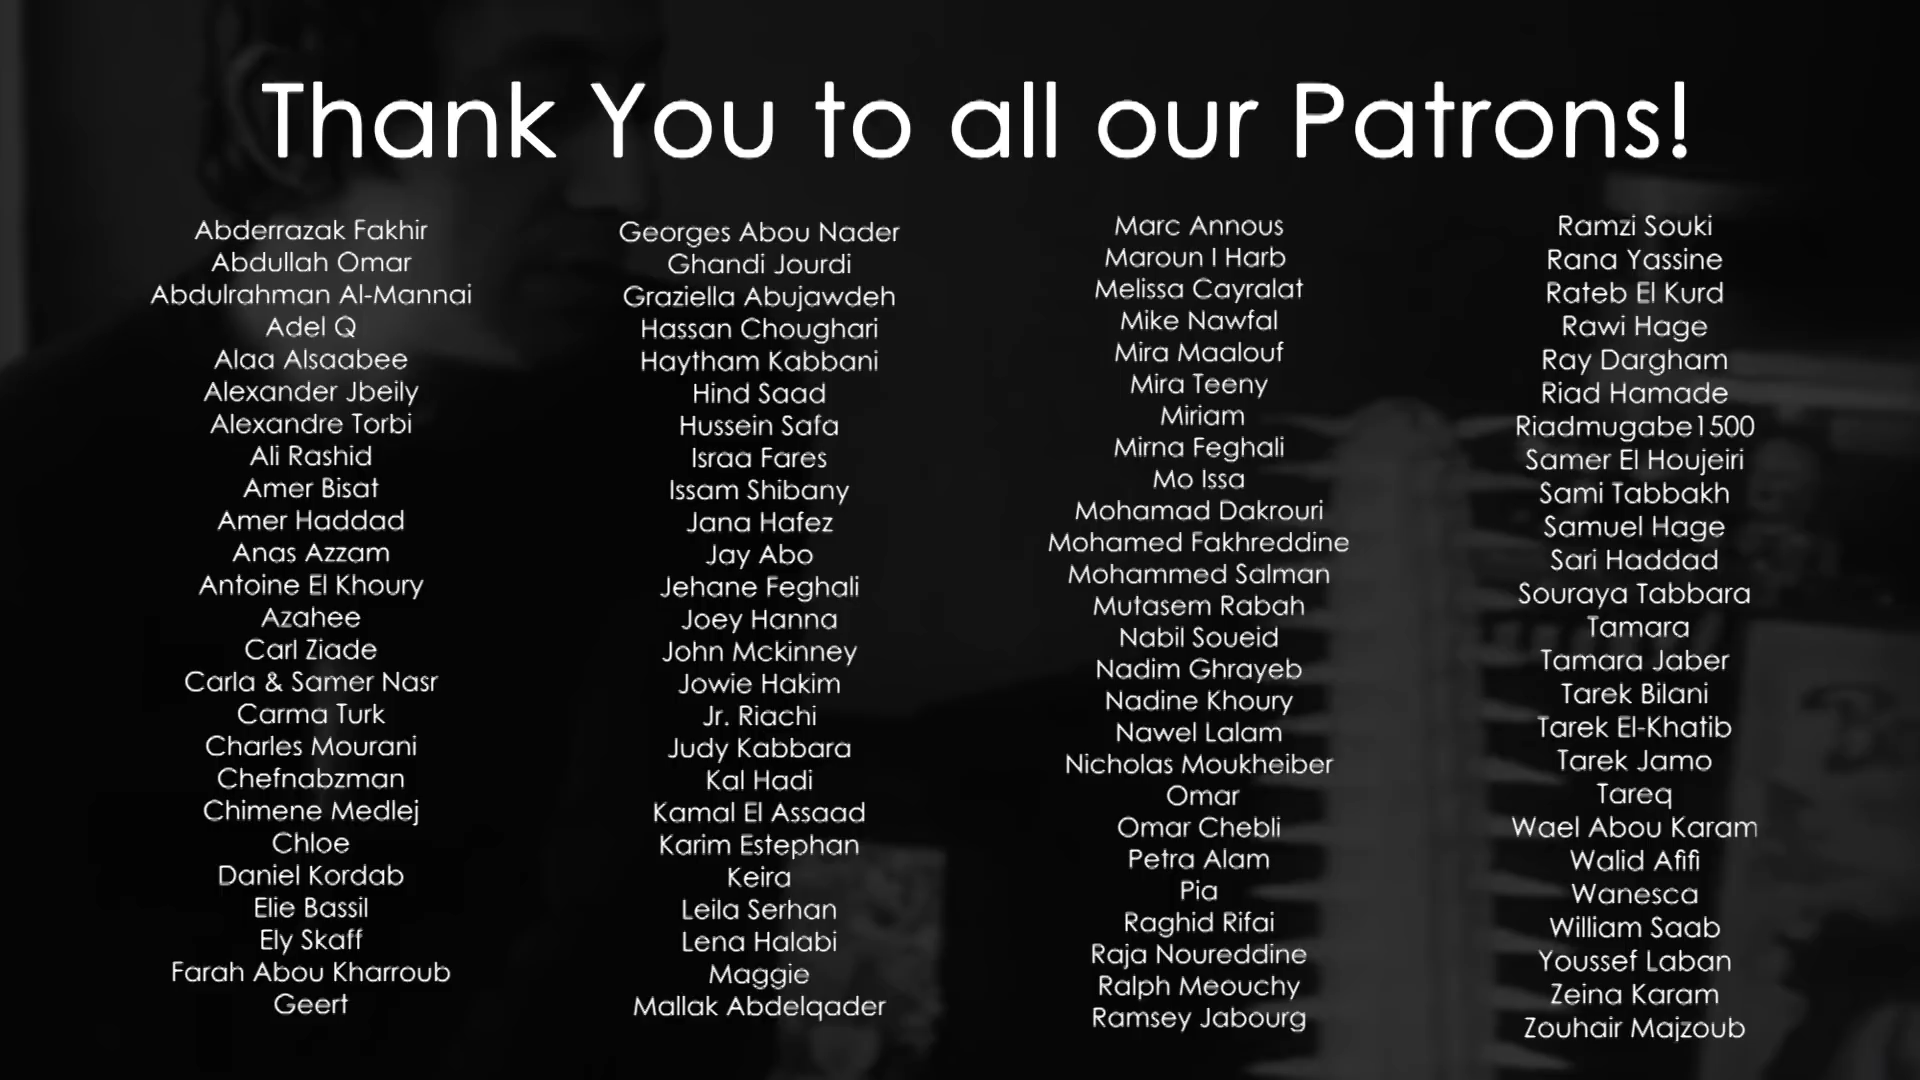 Thank You to all our Patrons!
Abderrazak Fakhir
Abdullah Omar
Abdulrahman Al-Mannai
Adel Q
Alaa Alsaabee
Alexander Jbeily
Alexandre Torbi
Ali Rashid
Amer Bisat
Amer Haddad
Anas Azzam
Antoine El Khoury
Azahee
Carl Ziade
Carla & Samer Nasr
Carma Turk
Charles Mourani
Chefnabzman
Chimene Medlej
Chloe
Daniel Kordab
Elie Bassil
Ely Skaff
Farah Abou Kharroub
Geert
Georges Abou Nader
Ghandi Jourdi
Graziella Abujawdeh
Hassan Choughari
Haytham Kabbani
Hind Saad
Hussein Safa
Israa Fares
Issam Shibany
Jana Hafez
Jay Abo
Jehane Feghali
Joey Hanna
John Mckinney
Jowie Hakim
Jr. Riachi
Judy Kabbara
Kal Hadi
Kamal El Assaad
Karim Estephan
Keira
Leila Serhan
Lena Halabi
Maggie
Mallak Abdelqader
Marc Annous
Maroun I Harb
Melissa Cayralat
Mike Nawfal
Mira Maalouf
Mira Teeny
Miriam
Mirna Feghali
Mo Issa
Mohamad Dakrouri
Mohamed Fakhreddine
Mohammed Salman
Mutasem Rabah
Nabil Soueid
Nadim Ghrayeb
Nadine Khoury
Nawel Lalam
Nicholas Moukheiber
Omar
Omar Chebli
Petra Alam
Pia
Raghid Rifai
Raja Noureddine
Ralph Meouchy
Ramsey Jabourg
Ramzi Souki
Rana Yassine
Rateb El Kurd
Rawi Hage
Ray Dargham
Riad Hamade
Riadmugabe1500
Samer El Houjeiri
Sami Tabbakh
Samuel Hage
Sari Haddad
Souraya Tabbara
Tamara
Tamara Jaber
Tarek Bilani
Tarek El-Khatib
Tarek Jamo
Tareq
Wael Abou Karam
Walid Afifi
Wanesca
William Saab
Youssef Laban
Zeina Karam
Zouhair Majzoub